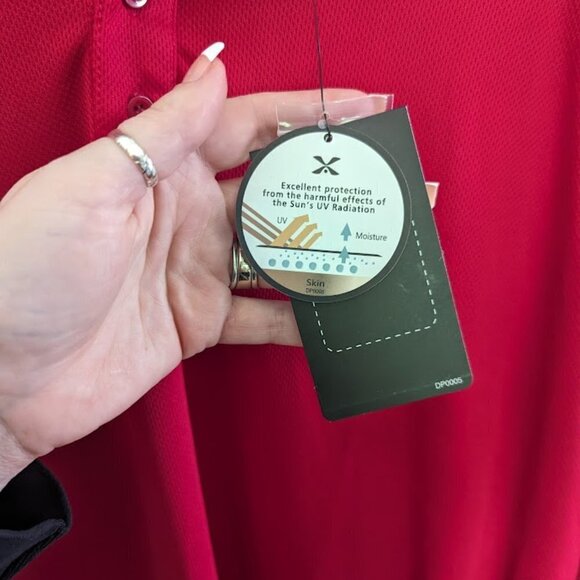 Excellent protection
from the harmful effects of
the Sun's UV Radiation
UV
Moisture
Skin
DP0005